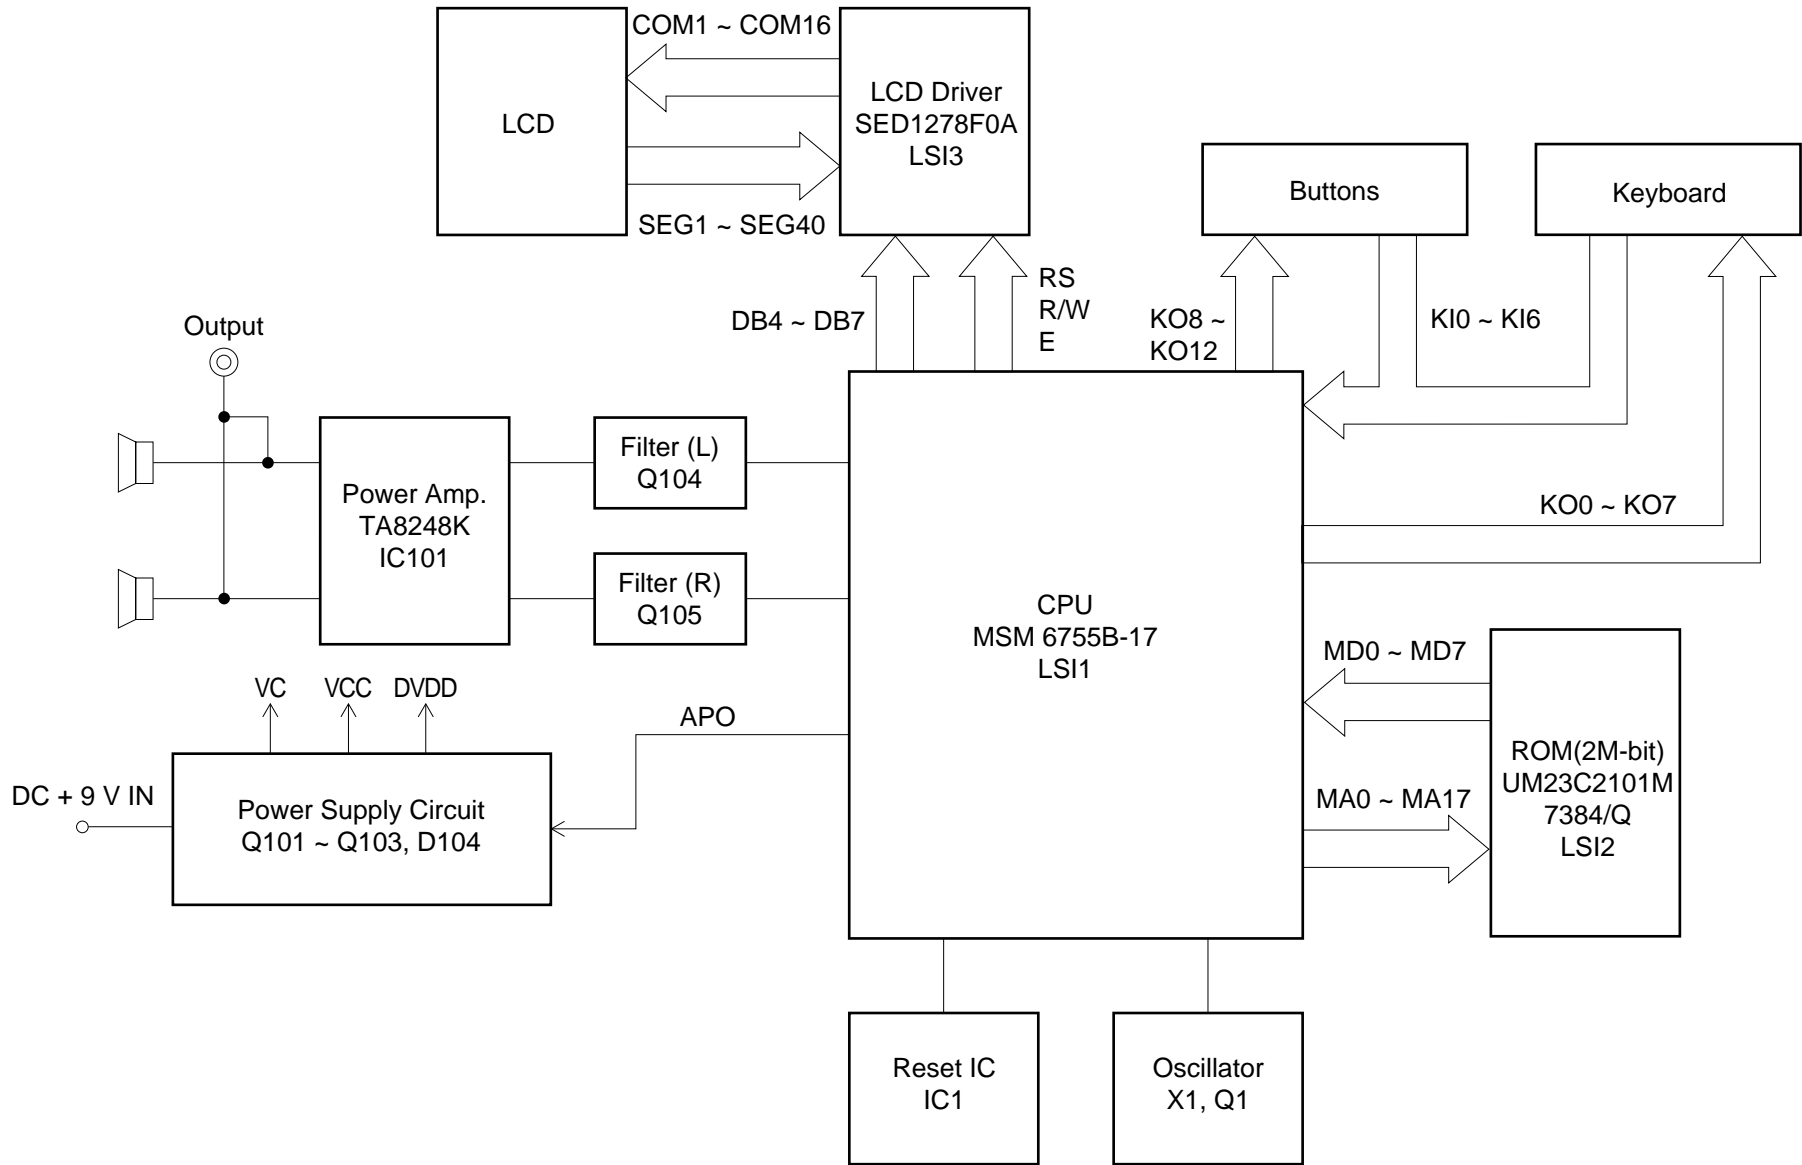 COM1 ~ COM16
LCD
LCD Driver
SED1278F0A
LSI3
SEG1 ~ SEG40
Buttons
Keyboard
DB4 ~ DB7
RS
R/W
E
KO8 ~
KO12
KI0 ~ KI6
Output
Power Amp.
TA8248K
IC101
Filter (L)
Q104
Filter (R)
Q105
KO0 ~ KO7
CPU
MSM 6755B-17
LSI1
MD0 ~ MD7
ROM(2M-bit)
UM23C2101M
7384/Q
LSI2
MA0 ~ MA17
VC
VCC
DVDD
APO
DC + 9 V IN
Power Supply Circuit
Q101 ~ Q103, D104
Reset IC
IC1
Oscillator
X1, Q1